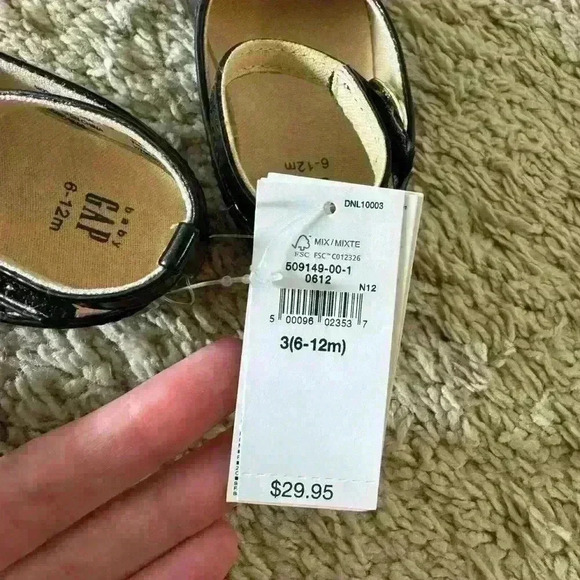 baby
GAP
6-12m
6-12m
DNL10003
MIX/MIXTE
FSC FSC™ C012326
509149-00-1
0612
N12
5 00096 02353 7
3(6-12m)
$29.95